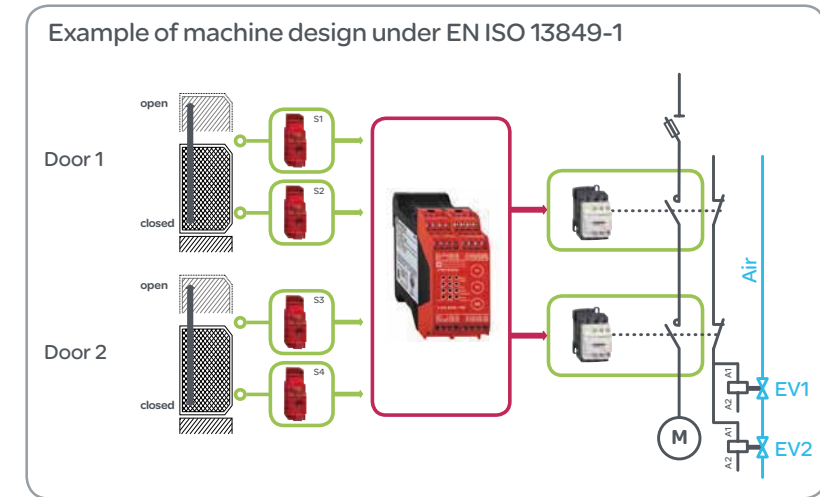 Example of machine design under EN ISO 13849-1
open
Door 1
closed
S1
S2
open
Door 2
closed
S3
S4
Air
A1
A2
EV1
M
A1
A2
EV2